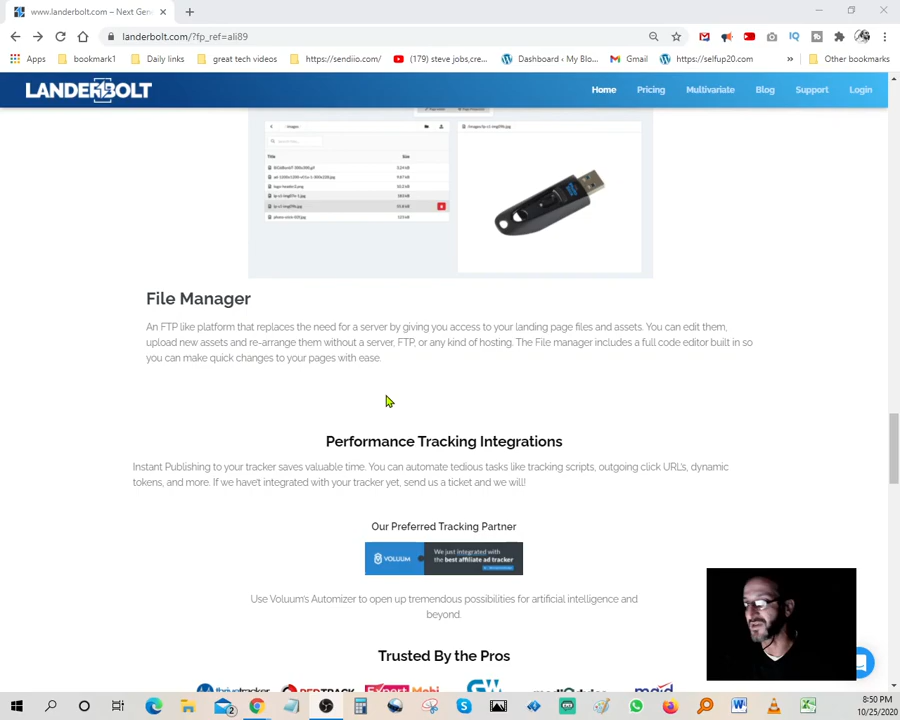 www.landerbolt.com – Next Gen
landerbolt.com/?fp_ref=ali89
Apps bookmark1 Daily links great tech videos https://sendiio.com/ (179) steve jobs,cre... Dashboard ‹ My Blo... Gmail https://selfup20.com » Other bookmarks
LANDERBOLT Home Pricing Multivariate Blog Support Login
Title Size
File Manager
An FTP like platform that replaces the need for a server by giving you access to your landing page files and assets. You can edit them,
upload new assets and re-arrange them without a server, FTP, or any kind of hosting. The File manager includes a full code editor built in so
you can make quick changes to your pages with ease.
Performance Tracking Integrations
Instant Publishing to your tracker saves valuable time. You can automate tedious tasks like tracking scripts, outgoing click URL's, dynamic
tokens, and more. If we haven't integrated with your tracker yet, send us a ticket and we will!
Our Preferred Tracking Partner
VOLUUM We just integrated with
the best affiliate ad tracker
Use Voluum's Automizer to open up tremendous possibilities for artificial intelligence and
beyond.
Trusted By the Pros
thrivetracker REDTRACK
8:50 PM
10/25/2020